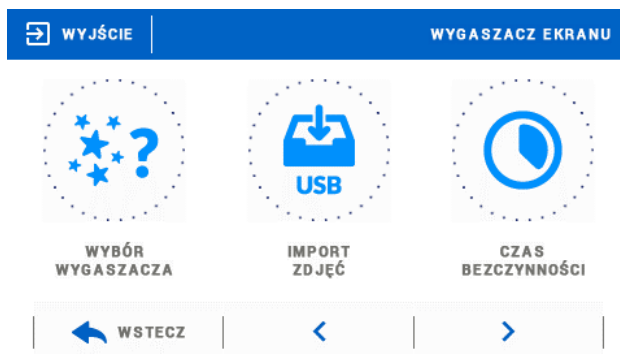 WYJŚCIE
WYGASZACZ EKRANU
?
USB
WYBÓR
WYGASZACZA
IMPORT
ZDJĘĆ
CZAS
BEZCZYNNOŚCI
WSTECZ